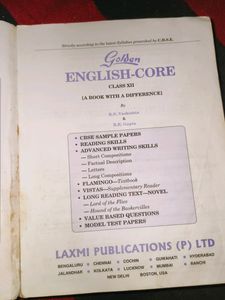 Strictly according to the latest Syllabus prescribed by C.B.S.E.
Golden
ENGLISH-CORE
CLASS XII
[A BOOK WITH A DIFFERENCE]
By
&
R.K. Gupta
• CBSE SAMPLE PAPERS
• READING SKILLS
• ADVANCED WRITING SKILLS
— Short Compositions
— Factual Description
— Letters
— Long Compositions
• FLAMINGO—Textbook
• VISTAS—Supplementary Reader
• LONG READING TEXT—NOVEL
— Lord of the Flies
— Hound of the Baskervilles
• VALUE BASED QUESTIONS
• MODEL TEST PAPERS
LAXMI PUBLICATIONS (P) LTD
BENGALURU • CHENNAI • COCHIN • GUWAHATI • HYDERABAD
JALANDHAR • KOLKATA • LUCKNOW • MUMBAI • RANCHI
NEW DELHI • BOSTON, USA